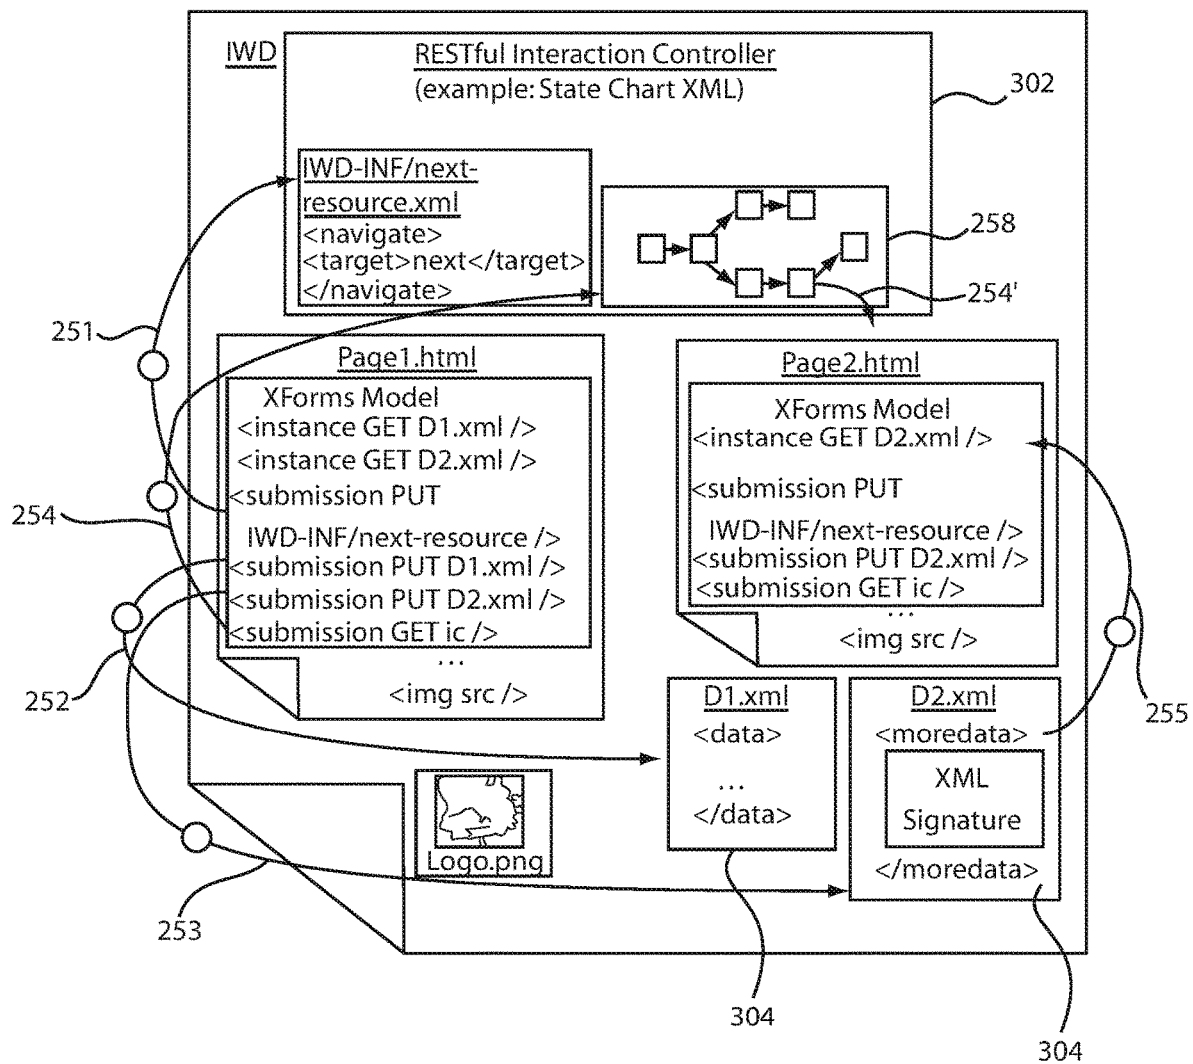 IWD
RESTful Interaction Controller
(example: State Chart XML)
302
IWD-INF/next-
resource.xml
<navigate>
<target>next</target>
</navigate>
258
254'
251
Page1.html
XForms Model
<instance GET D1.xml />
<instance GET D2.xml />
<submission PUT
IWD-INF/next-resource />
<submission PUT D1.xml />
<submission PUT D2.xml />
<submission GET ic />
...
<img src />
254
252
Page2.html
XForms Model
<instance GET D2.xml />
<submission PUT
IWD-INF/next-resource />
<submission PUT D2.xml />
<submission GET ic />
...
<img src />
255
D1.xml
<data>
...
</data>
D2.xml
<moredata>
XML
Signature
</moredata>
Logo.png
253
304
304